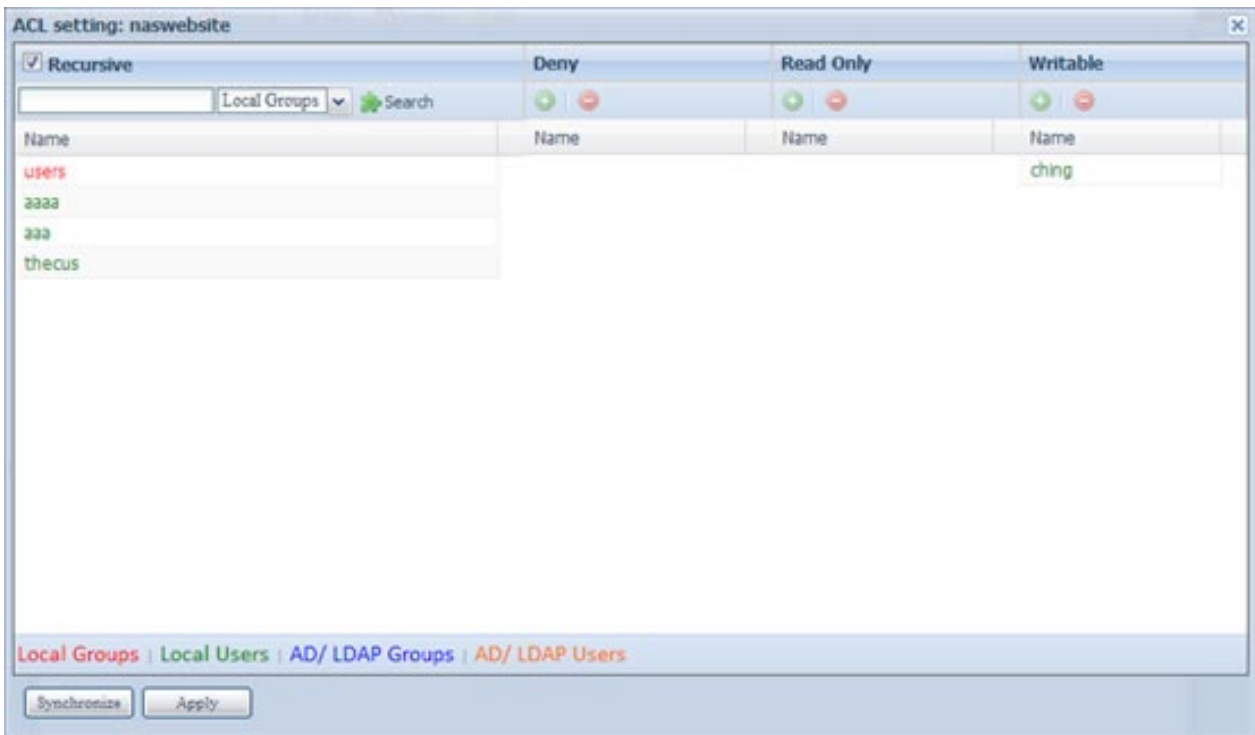 ACL setting: naswebsite
Recursive Deny Read Only Writable
Local Groups Search
Name Name Name Name
users ching
aaaa
aaa
thecus
Local Groups | Local Users | AD/ LDAP Groups | AD/ LDAP Users
Synchronize Apply